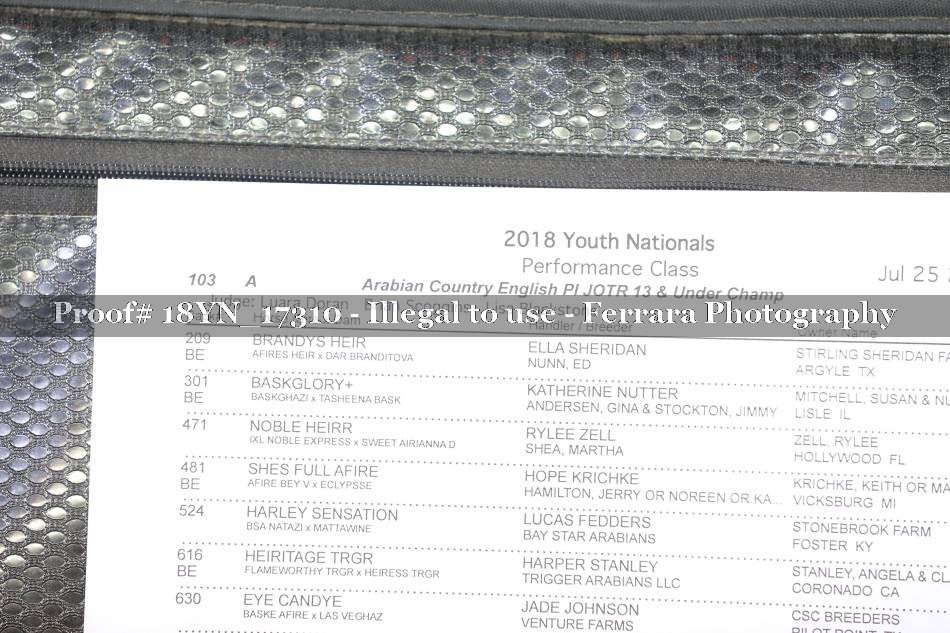 2018 Youth Nationals
Performance Class
Jul 25
103 A Arabian Country English Pl JOTR 13 & Under Champ
Judge: Luara Doran
Proof# 18YN_17310 - Illegal to use - Ferrara Photography
Handler / Breeder Owner Name
209 BRANDYS HEIR ELLA SHERIDAN STIRLING SHERIDAN FA
BE AFIRES HEIR x DAR BRANDITOVA NUNN, ED ARGYLE TX
301 BASKGLORY+ KATHERINE NUTTER MITCHELL, SUSAN & NU
BE BASKGHAZI x TASHEENA BASK ANDERSEN, GINA & STOCKTON, JIMMY LISLE IL
471 NOBLE HEIRR RYLEE ZELL ZELL, RYLEE
IXL NOBLE EXPRESS x SWEET AIRIANNA D SHEA, MARTHA HOLLYWOOD FL
481 SHES FULL AFIRE HOPE KRICHKE KRICHKE, KEITH OR MA
BE AFIRE BEY V x ECLYPSSE HAMILTON, JERRY OR NOREEN OR KA... VICKSBURG MI
524 HARLEY SENSATION LUCAS FEDDERS STONEBROOK FARM
BSA NATAZI x MATTAWINE BAY STAR ARABIANS FOSTER KY
616 HEIRITAGE TRGR HARPER STANLEY STANLEY, ANGELA & CL
BE FLAMEWORTHY TRGR x HEIRESS TRGR TRIGGER ARABIANS LLC CORONADO CA
630 EYE CANDYE JADE JOHNSON CSC BREEDERS
BASKE AFIRE x LAS VEGHAZ VENTURE FARMS